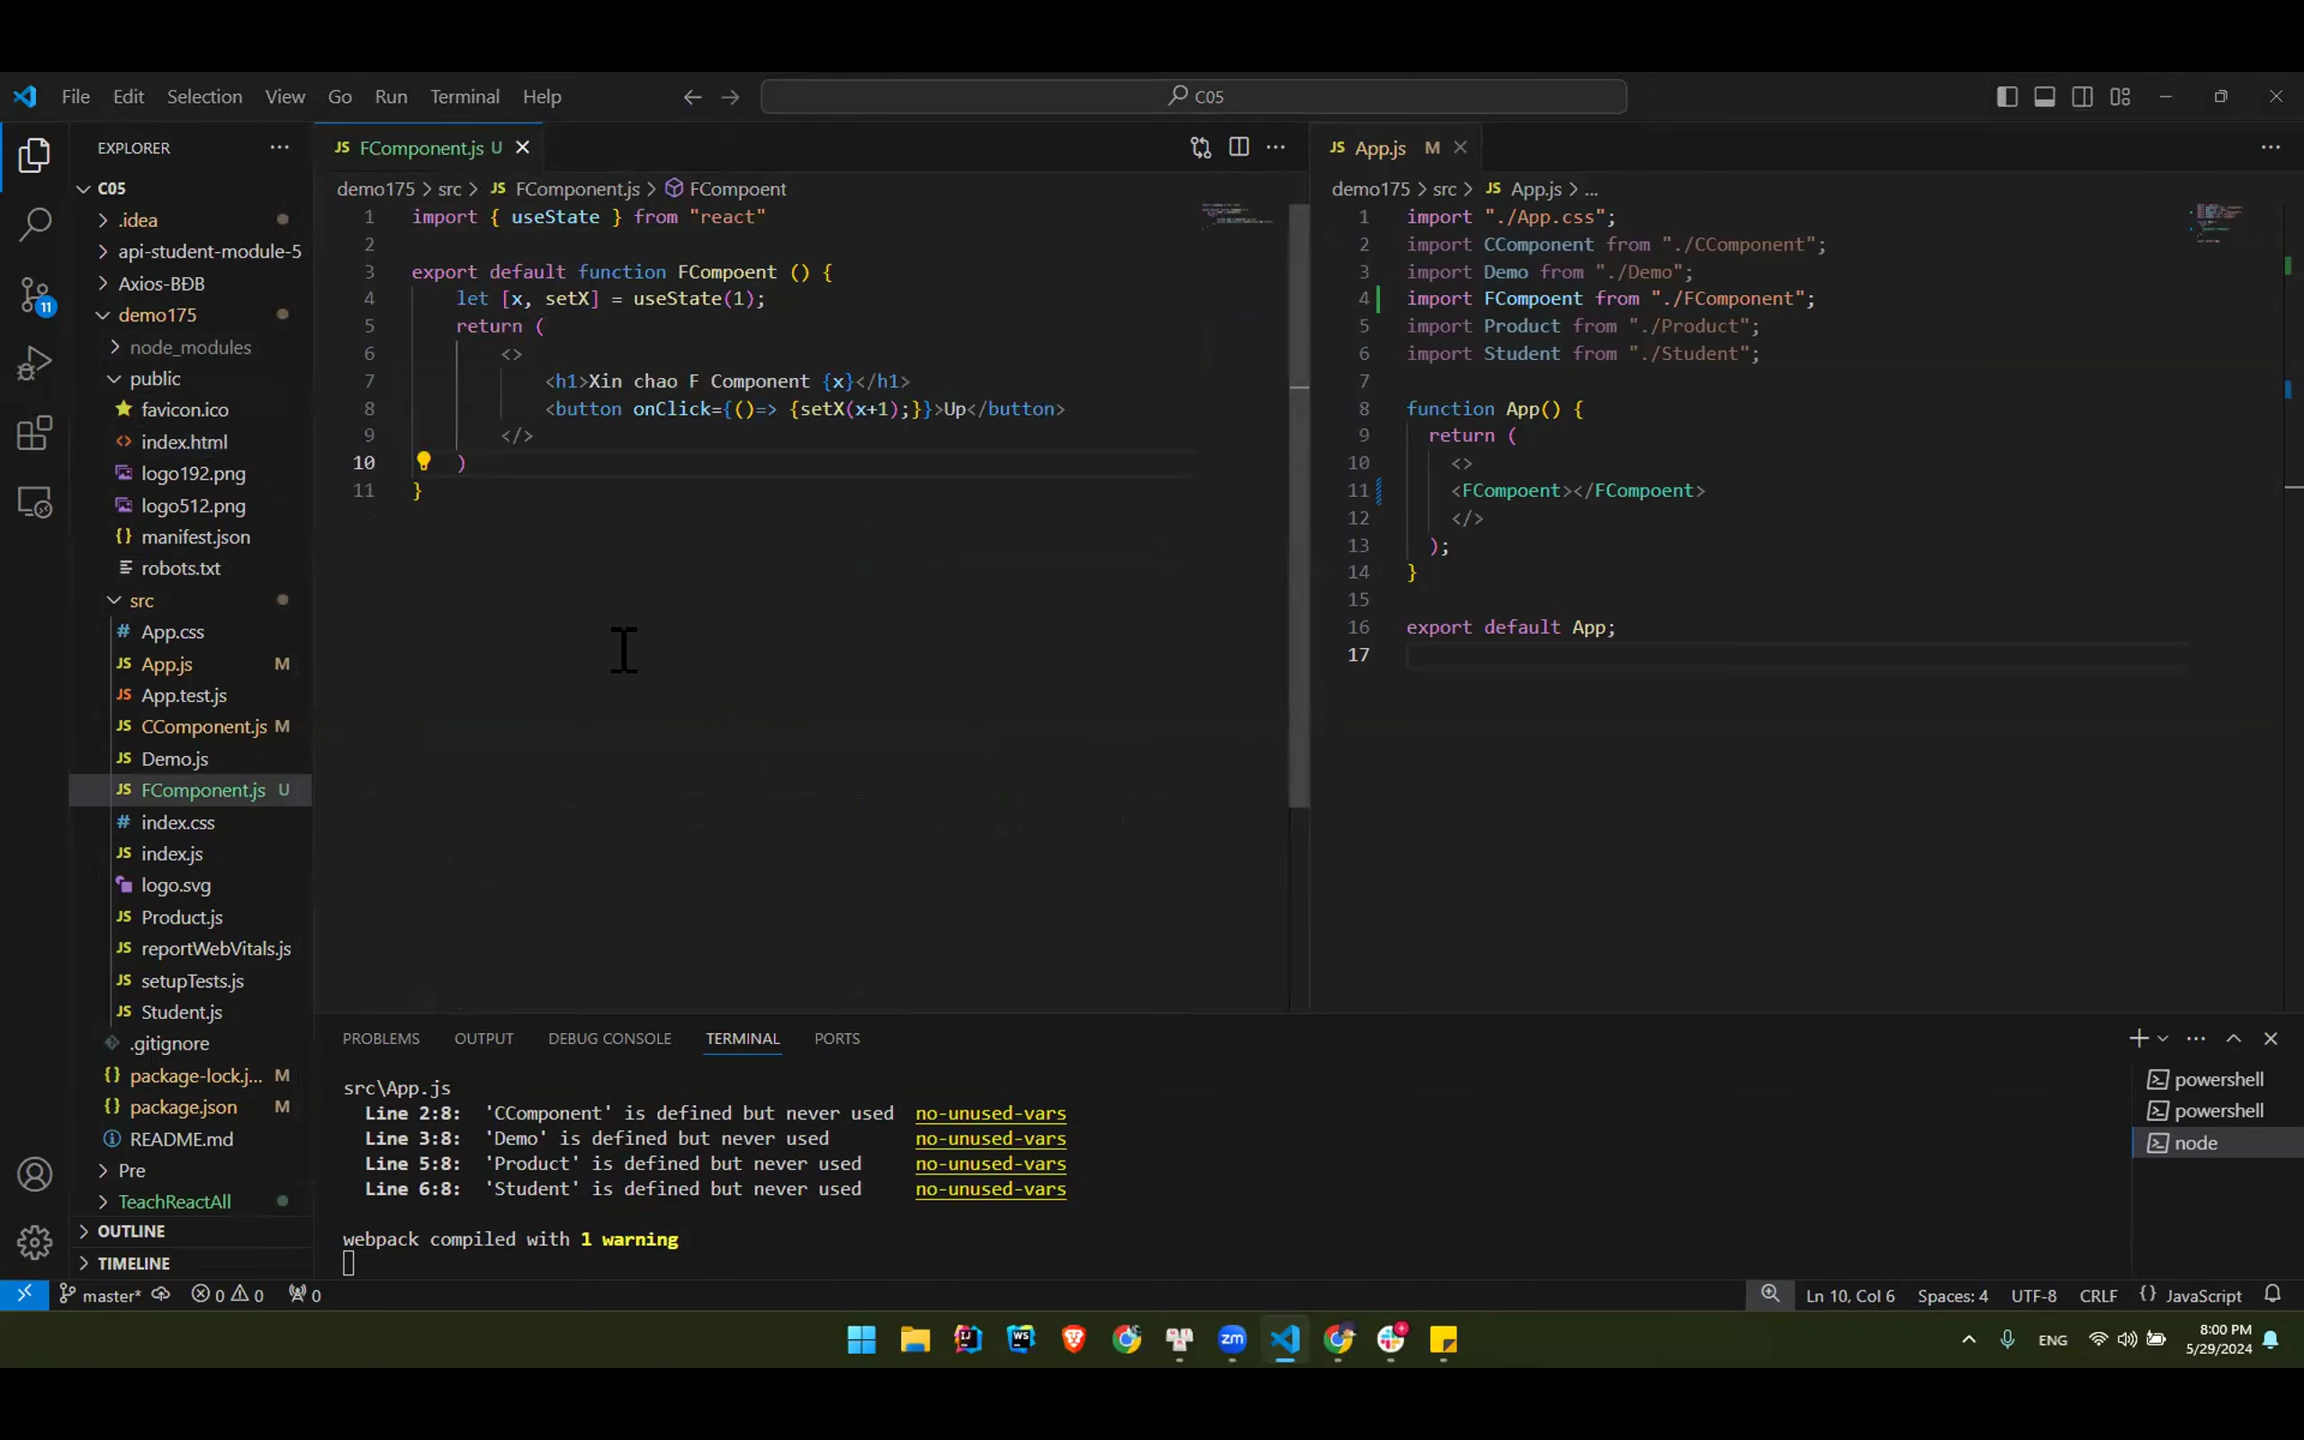 File Edit Selection View Go Run Terminal Help
C05
EXPLORER
C05
.idea
api-student-module-5
Axios-BĐB
demo175
node_modules
public
favicon.ico
index.html
logo192.png
logo512.png
manifest.json
robots.txt
src
App.css
App.js M
App.test.js
CComponent.js M
Demo.js
FComponent.js U
index.css
index.js
logo.svg
Product.js
reportWebVitals.js
setupTests.js
Student.js
.gitignore
package-lock.j... M
package.json M
README.md
Pre
TeachReactAll
OUTLINE
TIMELINE
11
JS FComponent.js U
demo175 > src > JS FComponent.js > FCompoent
1 import { useState } from "react"
2
3 export default function FCompoent () {
4 let [x, setX] = useState(1);
5 return (
6 <>
7 <h1>Xin chao F Component {x}</h1>
8 <button onClick={()=> {setX(x+1);}}>Up</button>
9 </>
10 )
11 }
JS App.js M
demo175 > src > JS App.js > ...
1 import "./App.css";
2 import CComponent from "./CComponent";
3 import Demo from "./Demo";
4 import FCompoent from "./FComponent";
5 import Product from "./Product";
6 import Student from "./Student";
7
8 function App() {
9 return (
10 <>
11 <FCompoent></FCompoent>
12 </>
13 );
14 }
15
16 export default App;
17
PROBLEMS OUTPUT DEBUG CONSOLE TERMINAL PORTS
src\App.js
Line 2:8: 'CComponent' is defined but never used no-unused-vars
Line 3:8: 'Demo' is defined but never used no-unused-vars
Line 5:8: 'Product' is defined but never used no-unused-vars
Line 6:8: 'Student' is defined but never used no-unused-vars
webpack compiled with 1 warning
powershell
powershell
node
master* 0 0 0
Ln 10, Col 6 Spaces: 4 UTF-8 CRLF {} JavaScript
IJ WS zm
ENG
8:00 PM
5/29/2024